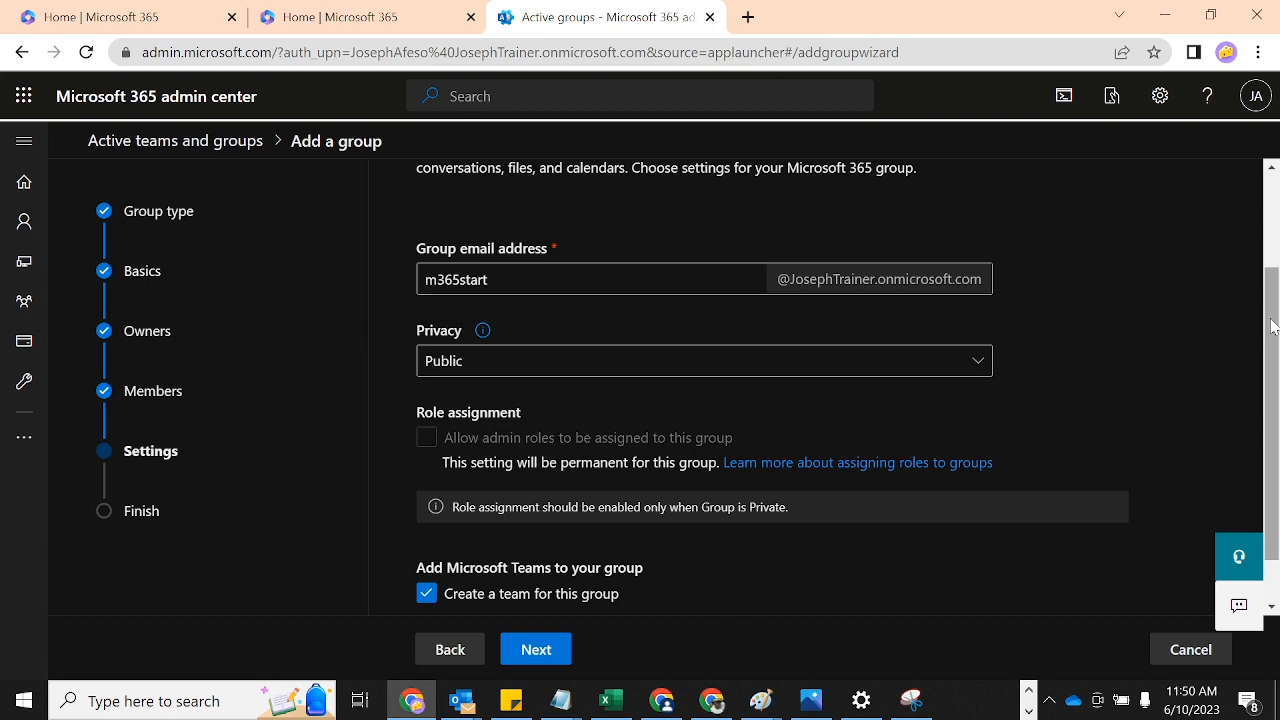 Home | Microsoft 365
Home | Microsoft 365
Active groups - Microsoft 365 ad
admin.microsoft.com/?auth_upn=JosephAfeso%40JosephTrainer.onmicrosoft.com&source=applauncher#/addgroupwizard
Microsoft 365 admin center
Search
JA
Active teams and groups > Add a group
conversations, files, and calendars. Choose settings for your Microsoft 365 group.
Group type
Basics
Owners
Members
Settings
Finish
Group email address *
m365start
@JosephTrainer.onmicrosoft.com
Privacy
Public
Role assignment
Allow admin roles to be assigned to this group
This setting will be permanent for this group. Learn more about assigning roles to groups
Role assignment should be enabled only when Group is Private.
Add Microsoft Teams to your group
Create a team for this group
Back
Next
Cancel
Type here to search
11:50 AM
6/10/2023
8